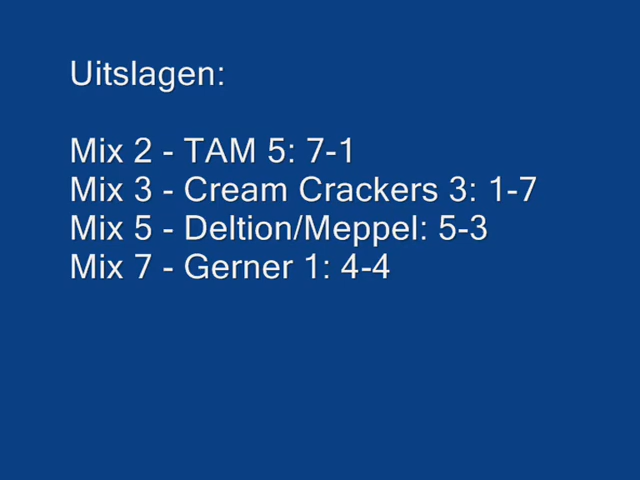 Uitslagen:
Mix 2 - TAM 5: 7-1
Mix 3 - Cream Crackers 3: 1-7
Mix 5 - Deltion/Meppel: 5-3
Mix 7 - Gerner 1: 4-4